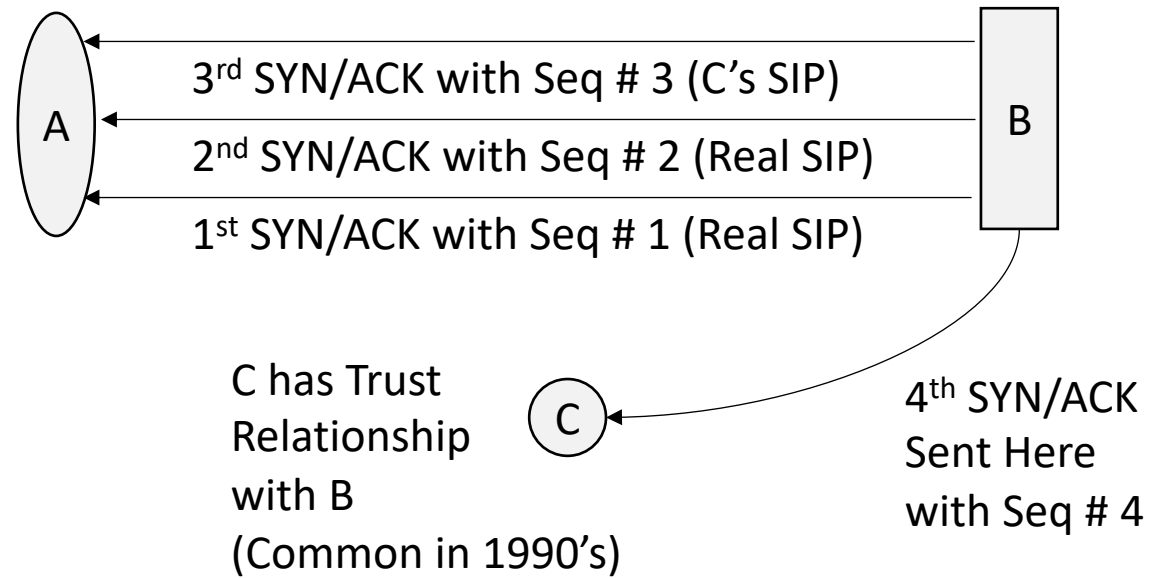 3rd SYN/ACK with Seq # 3 (C’s SIP)
A
B
2nd SYN/ACK with Seq # 2 (Real SIP)
1st SYN/ACK with Seq # 1 (Real SIP)
C has Trust
Relationship
with B
(Common in 1990’s)
C
4th SYN/ACK
Sent Here
with Seq # 4